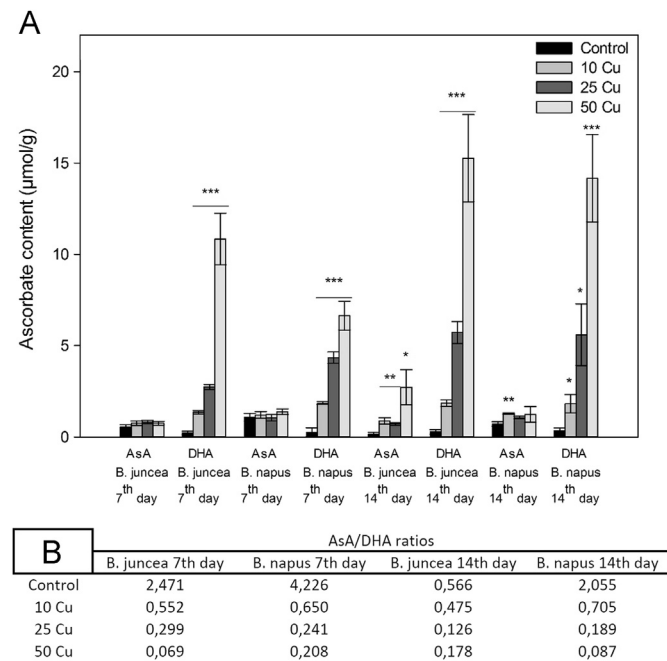 A
Control
10 Cu
25 Cu
50 Cu
Ascorbate content (µmol/g)
20
15
10
5
0
***
***
**
*
***
**
*
*
***
AsA DHA AsA DHA AsA DHA AsA DHA
B. juncea B. juncea B. napus B. napus B. juncea B. juncea B. napus B. napus
7th day 7th day 7th day 7th day 14th day 14th day 14th day 14th day
B
AsA/DHA ratios
B. juncea 7th day B. napus 7th day B. juncea 14th day B. napus 14th day
Control 2,471 4,226 0,566 2,055
10 Cu 0,552 0,650 0,475 0,705
25 Cu 0,299 0,241 0,126 0,189
50 Cu 0,069 0,208 0,178 0,087